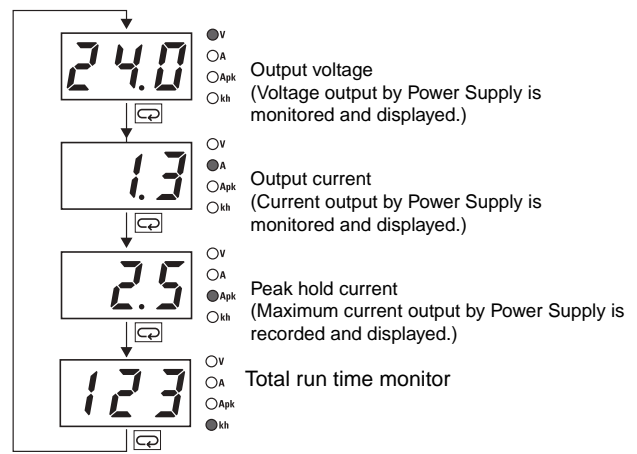 24.0
V
A
Apk
kh
Output voltage
(Voltage output by Power Supply is
monitored and displayed.)
1.3
V
A
Apk
kh
Output current
(Current output by Power Supply is
monitored and displayed.)
2.5
V
A
Apk
kh
Peak hold current
(Maximum current output by Power Supply is
recorded and displayed.)
123
V
A
Apk
kh
Total run time monitor